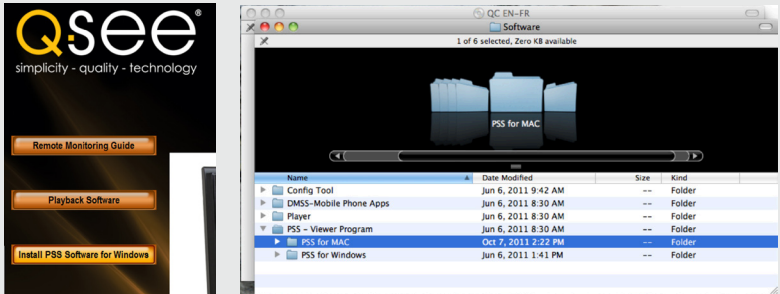 Q-See®
simplicity - quality - technology
Remote Monitoring Guide
Playback Software
Install PSS Software for Windows
QC EN-FR
Software
1 of 6 selected, Zero KB available
PSS for MAC
Name Date Modified Size Kind
Config Tool Jun 6, 2011 9:42 AM -- Folder
DMSS-Mobile Phone Apps Jun 6, 2011 8:30 AM -- Folder
Player Jun 6, 2011 8:30 AM -- Folder
PSS - Viewer Program Jun 6, 2011 8:30 AM -- Folder
PSS for MAC Oct 7, 2011 2:22 PM -- Folder
PSS for Windows Jun 6, 2011 1:41 PM -- Folder